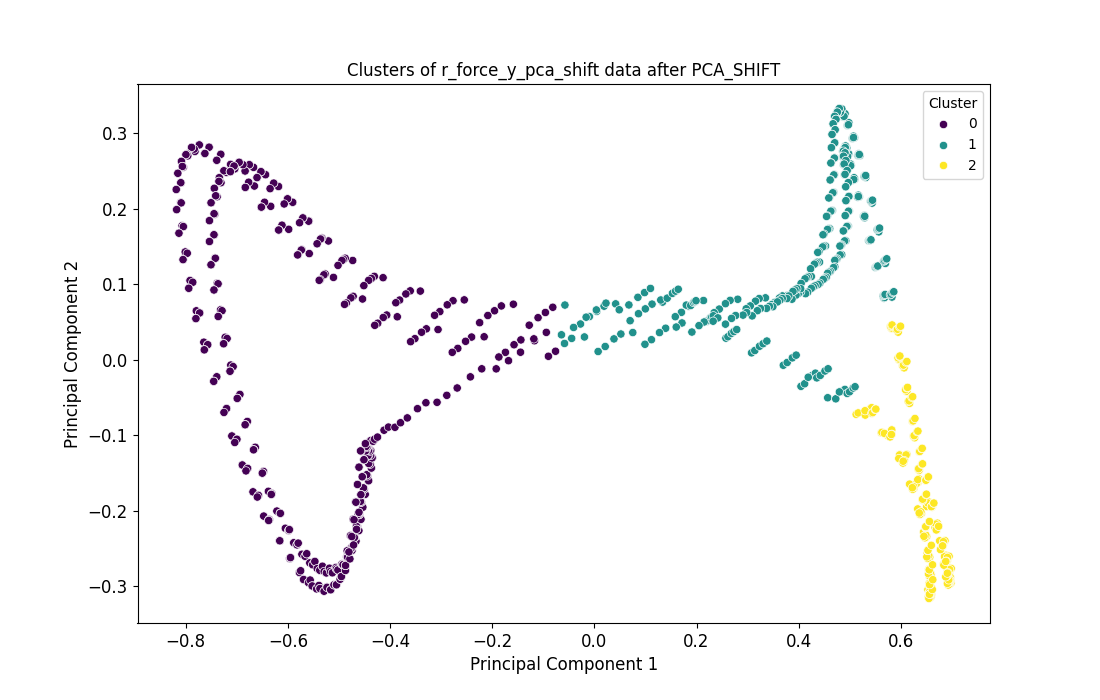 Clusters of r_force_y_pca_shift data after PCA_SHIFT
Cluster
0
1
2
0.3
0.2
0.1
0.0
−0.1
−0.2
−0.3
Principal Component 2
−0.8 −0.6 −0.4 −0.2 0.0 0.2 0.4 0.6
Principal Component 1